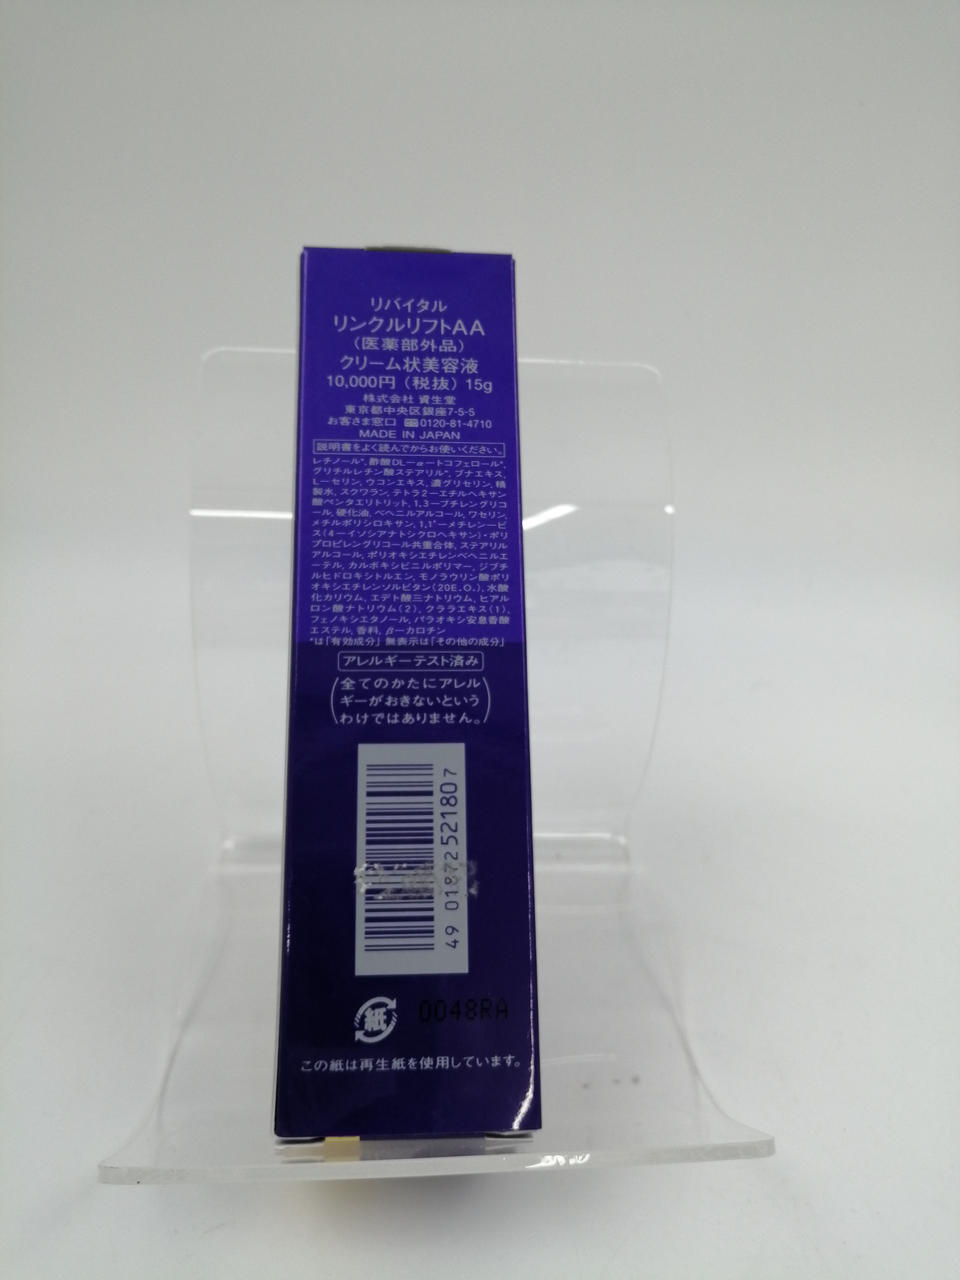 リバイタル
リンクルリフトAA
(医薬部外品)
クリーム状美容液
10,000円(税抜) 15g
株式会社 資生堂
東京都中央区銀座7-5-5
お客さま窓口 0120-81-4710
MADE IN JAPAN
説明書をよく読んでからお使いください。
レチノール*, 酢酸DL-α-トコフェロール*,
グリチルレチン酸ステアリル*, ブナエキス,
L-セリン, ウコンエキス, 濃グリセリン, 精
製水, スクワラン, テトラ2-エチルヘキサン
酸ペンタエリトリット, 1,3-ブチレングリコ
ール, 硬化油, ベヘニルアルコール, ワセリン,
メチルポリシロキサン, 1,1'-メチレン-ビ
ス(4-イソシアナトシクロヘキサン)・ポリ
プロピレングリコール共重合体, ステアリル
アルコール, ポリオキシエチレンベヘニルエ
ーテル, カルボキシビニルポリマー, ジブチ
ルヒドロキシトルエン, モノラウリン酸ポリ
オキシエチレンソルビタン(20E.O.), 水酸
化カリウム, エデト酸三ナトリウム, ヒアル
ロン酸ナトリウム(2), クララエキス(1),
フェノキシエタノール, パラオキシ安息香酸
エステル, 香料, β-カロチン
*は「有効成分」無表示は「その他の成分」
アレルギーテスト済み
(全てのかたにアレル
ギーがおきないという
わけではありません。)
49 01872 521807
紙
0048RA
この紙は再生紙を使用しています。